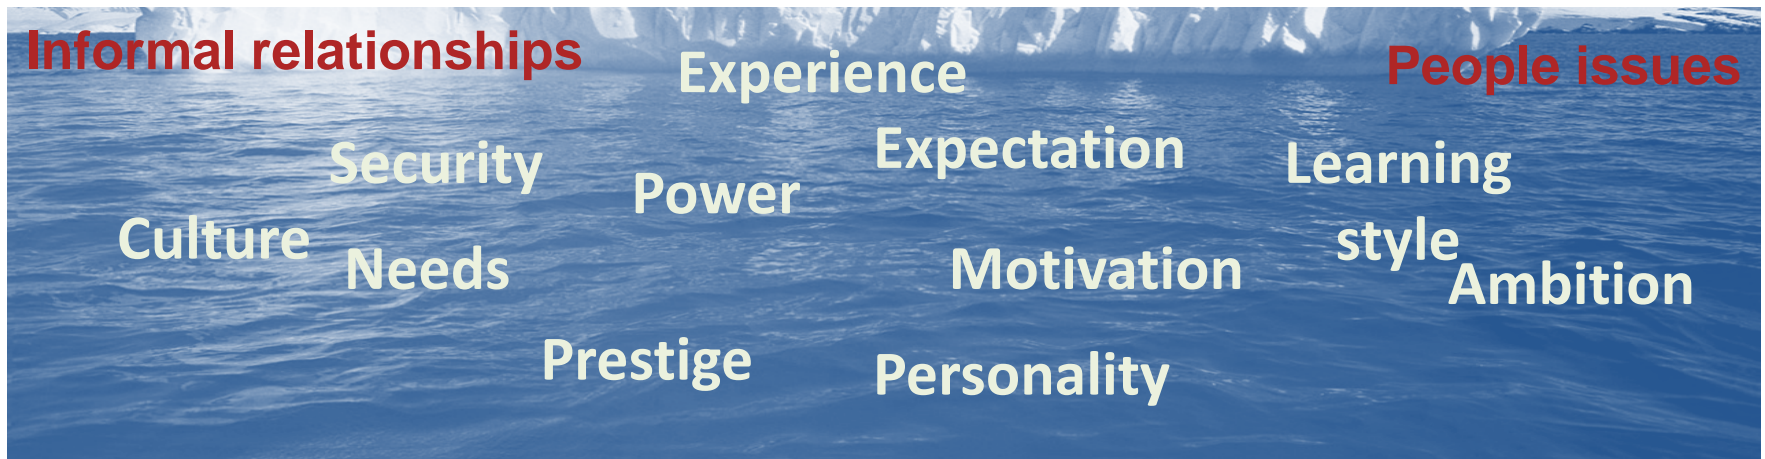 Informal relationships
People issues
Experience
Expectation
Security
Learning
style
Power
Culture
Needs
Motivation
Ambition
Prestige
Personality